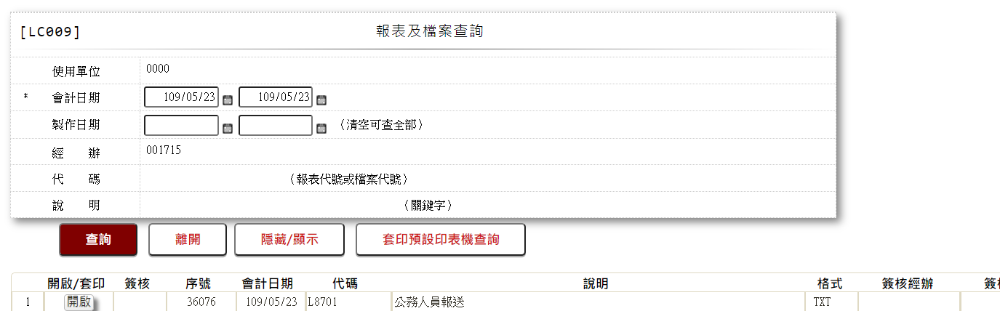 [LC009] 報表及檔案查詢
使用單位 0000
* 會計日期 109/05/23 109/05/23
製作日期 （清空可查全部）
經 辦 001715
代 碼 （報表代號或檔案代號）
說 明 （關鍵字）
查詢 離開 隱藏/顯示 套印預設印表機查詢
開啟/套印 簽核 序號 會計日期 代碼 說明 格式 簽核經辦 簽
1 開啟 36076 109/05/23 L8701 公務人員報送 TXT